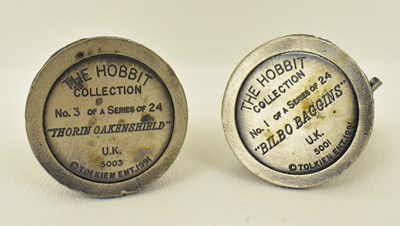 THE HOBBIT
COLLECTION
No. 3 OF A SERIES OF 24
"THORIN OAKENSHIELD"
U.K.
5003
© TOLKIEN ENT. 1991
THE HOBBIT
COLLECTION
No. 1 OF A SERIES OF 24
"BILBO BAGGINS"
U.K.
5001
© TOLKIEN ENT. 1991